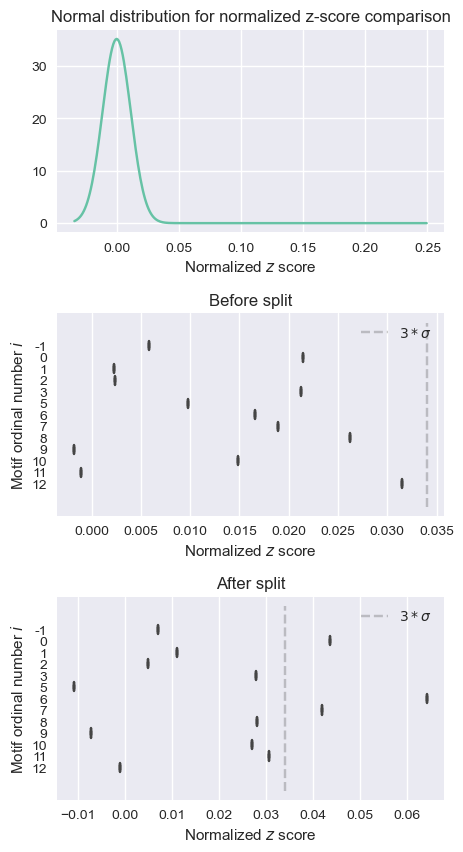 Normal distribution for normalized z-score comparison
30
20
10
0
0.00 0.05 0.10 0.15 0.20 0.25
Normalized z score
Before split
3 * σ
Motif ordinal number i
-1
0
1
2
3
5
6
7
8
9
10
11
12
0.000 0.005 0.010 0.015 0.020 0.025 0.030 0.035
Normalized z score
After split
3 * σ
Motif ordinal number i
-1
0
1
2
3
5
6
7
8
9
10
11
12
−0.01 0.00 0.01 0.02 0.03 0.04 0.05 0.06
Normalized z score